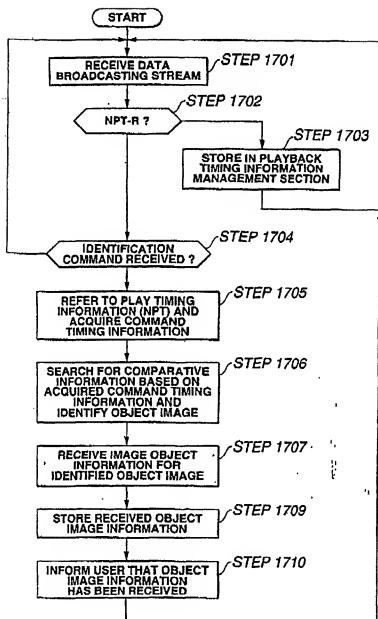 START
RECEIVE DATA
BROADCASTING STREAM
STEP 1701
NPT-R ?
STEP 1702
STEP 1703
STORE IN PLAYBACK
TIMING INFORMATION
MANAGEMENT SECTION
IDENTIFICATION
COMMAND RECEIVED ?
STEP 1704
REFER TO PLAY TIMING
INFORMATION (NPT) AND
ACQUIRE COMMAND
TIMING INFORMATION
STEP 1705
SEARCH FOR COMPARATIVE
INFORMATION BASED ON
ACQUIRED COMMAND TIMING
INFORMATION AND
IDENTIFY OBJECT IMAGE
STEP 1706
RECEIVE IMAGE OBJECT
INFORMATION FOR
IDENTIFIED OBJECT IMAGE
STEP 1707
STORE RECEIVED OBJECT
IMAGE INFORMATION
STEP 1709
INFORM USER THAT OBJECT
IMAGE INFORMATION
HAS BEEN RECEIVED
STEP 1710